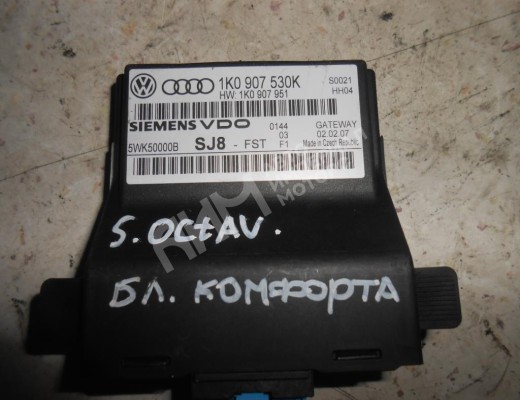 1K0 907 530K S0021
HW: 1K0 907 951 HH04
SIEMENS VDO 0144 GATEWAY
03 02.02.07
5WK50000B SJ8 - FST F1 Made in Czech Republic
S. OCTAV.
БЛ. КОМФОРТА